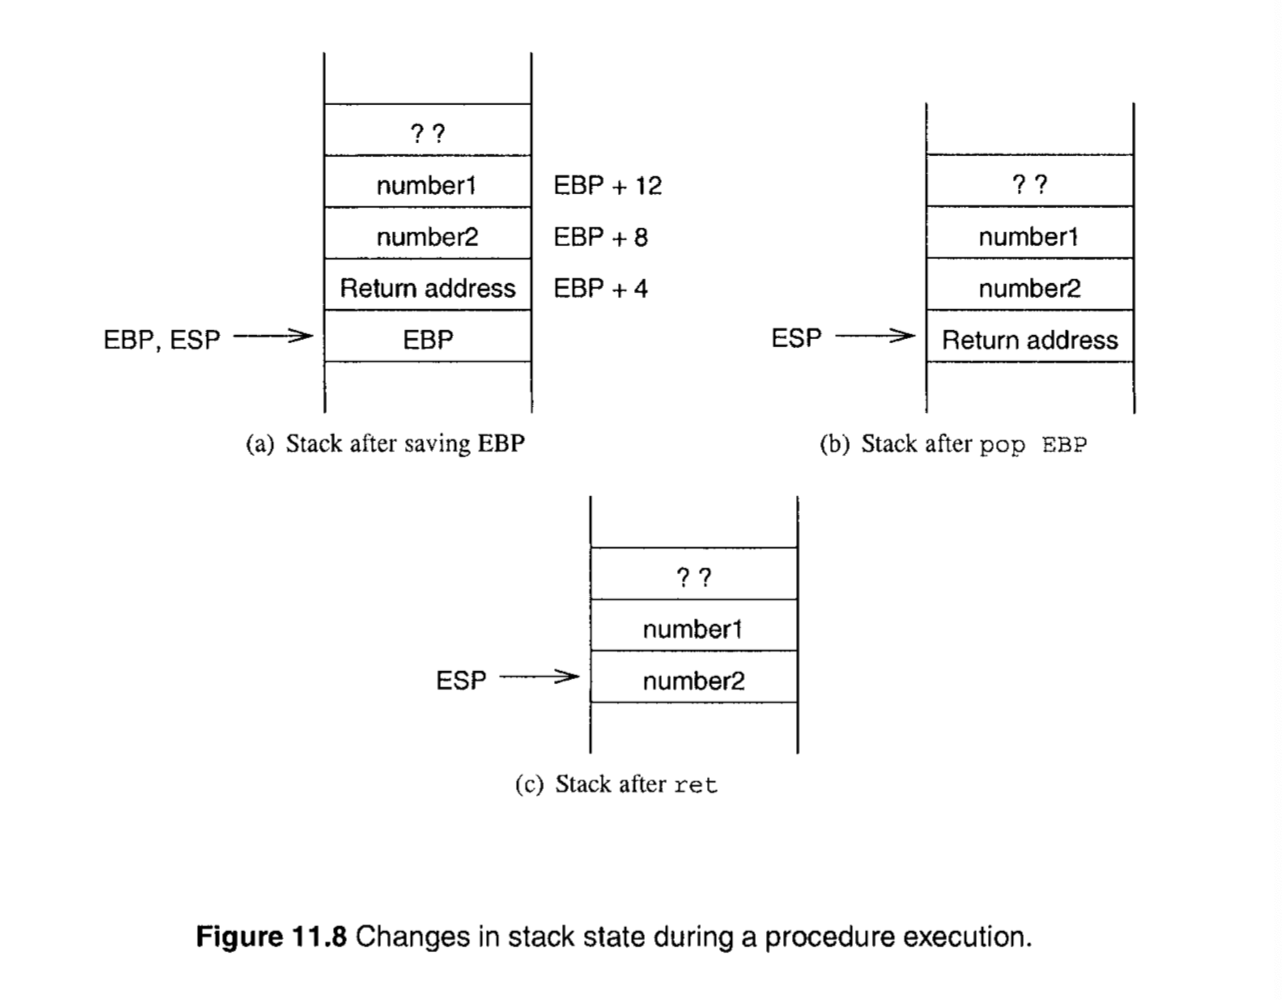 ? ?
number1 EBP + 12
number2 EBP + 8
Return address EBP + 4
EBP, ESP EBP
(a) Stack after saving EBP
? ?
number1
number2
ESP Return address
(b) Stack after pop EBP
? ?
number1
ESP number2
(c) Stack after ret
Figure 11.8 Changes in stack state during a procedure execution.